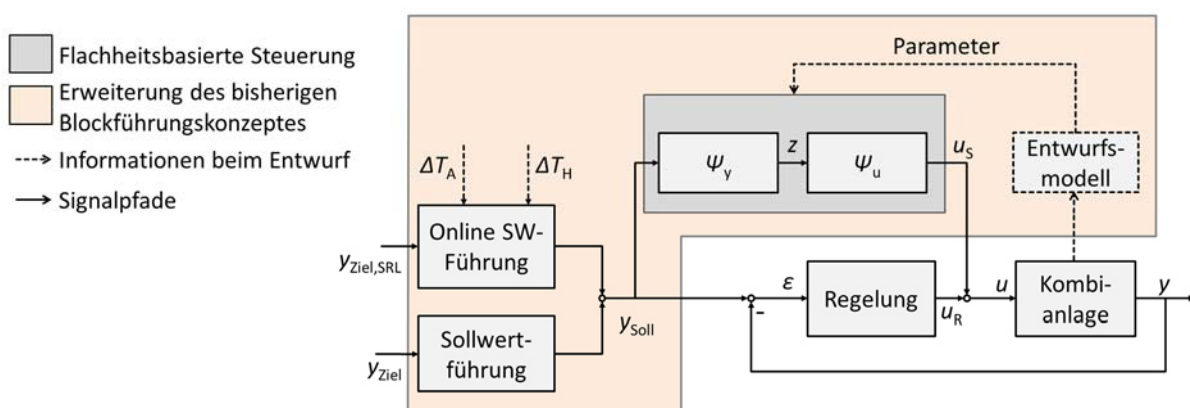 Flachheitsbasierte Steuerung
Erweiterung des bisherigen
Blockführungskonzeptes
Informationen beim Entwurf
Signalpfade
Parameter
ΔT_A
ΔT_H
Ψ_y
z
Ψ_u
u_S
Entwurfs-
modell
Online SW-
Führung
y_Ziel,SRL
Sollwert-
führung
y_Ziel
y_Soll
-
ε
Regelung
u_R
u
Kombi-
anlage
y